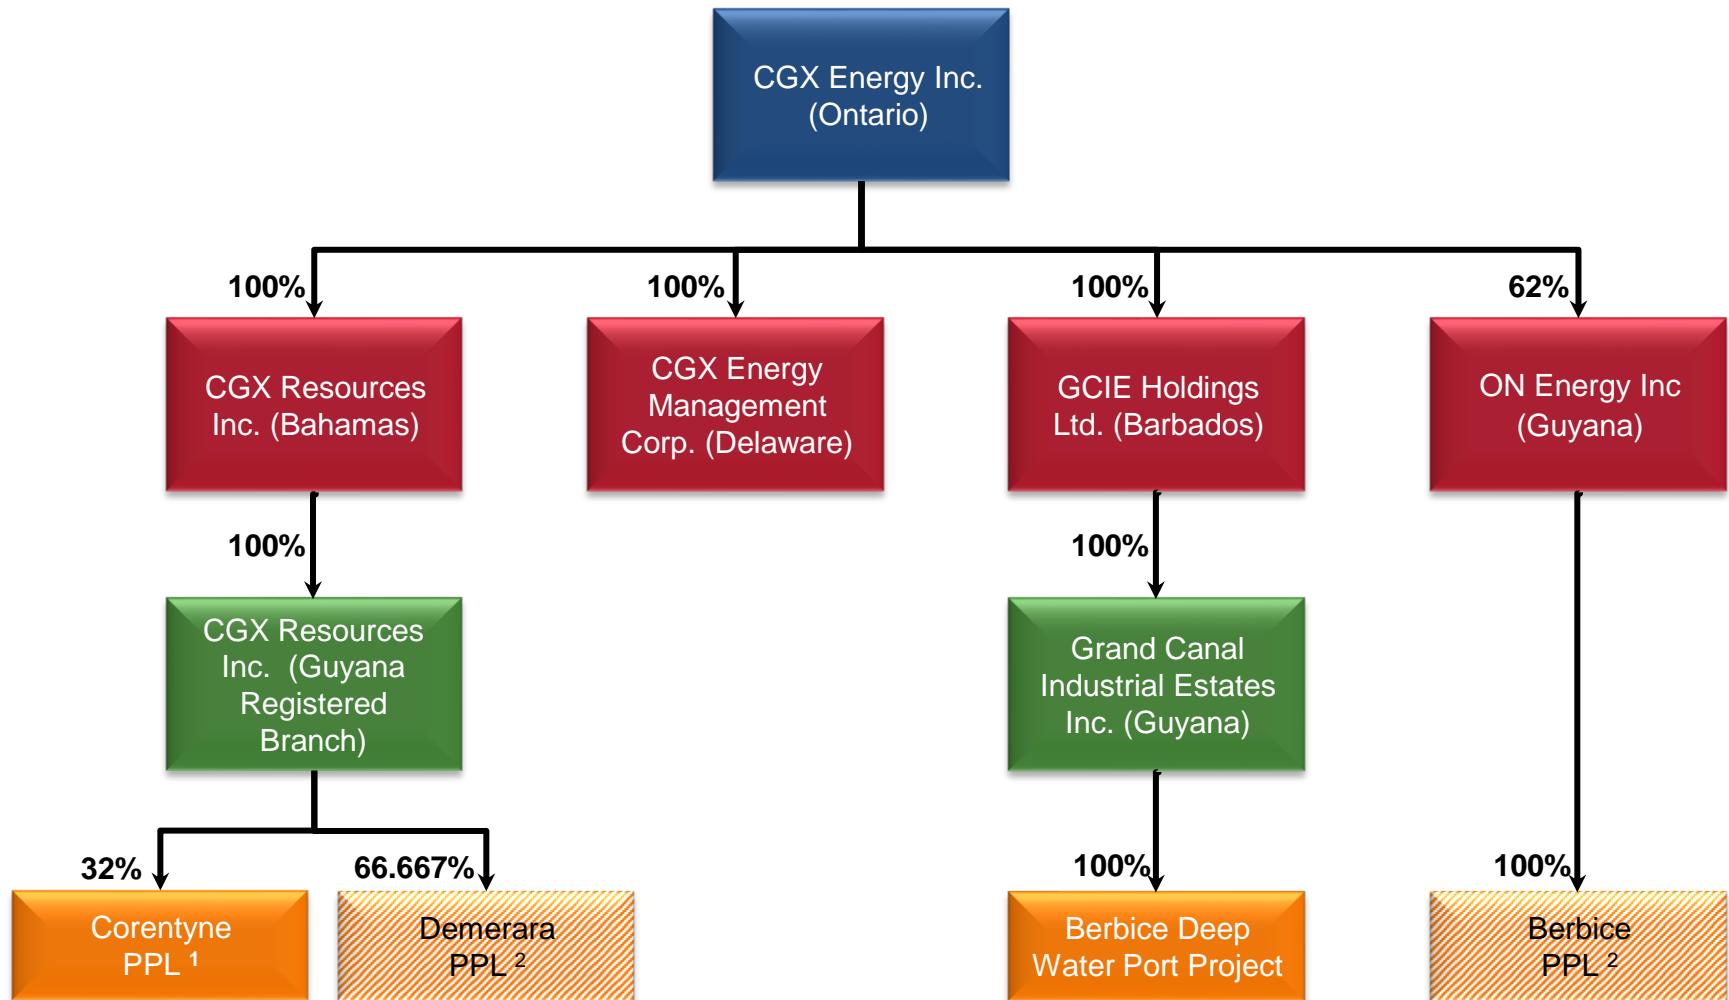 CGX Energy Inc.
(Ontario)
100%
100%
100%
62%
CGX Resources
Inc. (Bahamas)
CGX Energy
Management
Corp. (Delaware)
GCIE Holdings
Ltd. (Barbados)
ON Energy Inc
(Guyana)
100%
100%
CGX Resources
Inc. (Guyana
Registered
Branch)
Grand Canal
Industrial Estates
Inc. (Guyana)
32%
66.667%
100%
100%
Corentyne
PPL ¹
Demerara
PPL ²
Berbice Deep
Water Port Project
Berbice
PPL ²